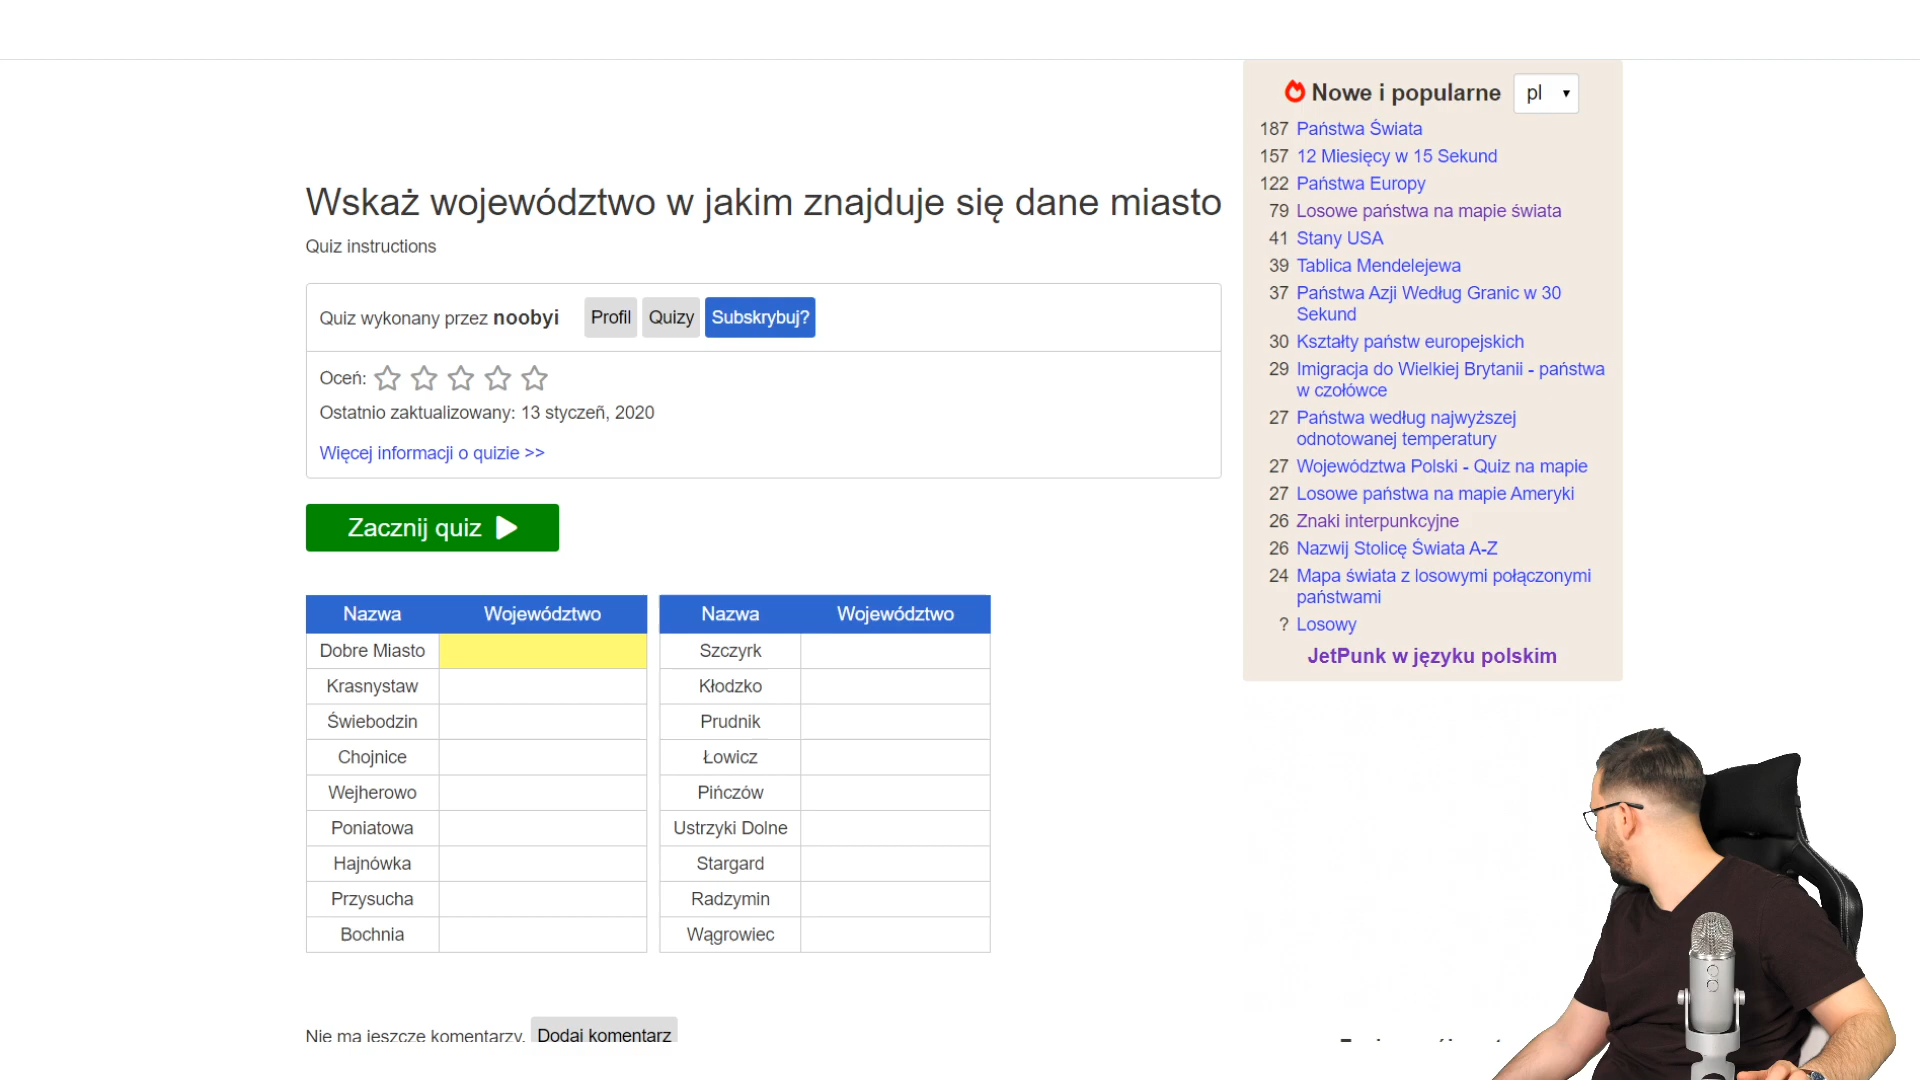 Wskaż województwo w jakim znajduje się dane miasto
Quiz instructions
Quiz wykonany przez noobyi Profil Quizy Subskrybuj?
Oceń:
Ostatnio zaktualizowany: 13 styczeń, 2020
Więcej informacji o quizie >>
Zacznij quiz
Nazwa Województwo
Dobre Miasto
Krasnystaw
Świebodzin
Chojnice
Wejherowo
Poniatowa
Hajnówka
Przysucha
Bochnia
Nazwa Województwo
Szczyrk
Kłodzko
Prudnik
Łowicz
Pińczów
Ustrzyki Dolne
Stargard
Radzymin
Wągrowiec
Nie ma jeszcze komentarzy. Dodaj komentarz
Nowe i popularne pl
187 Państwa Świata
157 12 Miesięcy w 15 Sekund
122 Państwa Europy
79 Losowe państwa na mapie świata
41 Stany USA
39 Tablica Mendelejewa
37 Państwa Azji Według Granic w 30
Sekund
30 Kształty państw europejskich
29 Imigracja do Wielkiej Brytanii - państwa
w czołówce
27 Państwa według najwyższej
odnotowanej temperatury
27 Województwa Polski - Quiz na mapie
27 Losowe państwa na mapie Ameryki
26 Znaki interpunkcyjne
26 Nazwij Stolicę Świata A-Z
24 Mapa świata z losowymi połączonymi
państwami
? Losowy
JetPunk w języku polskim